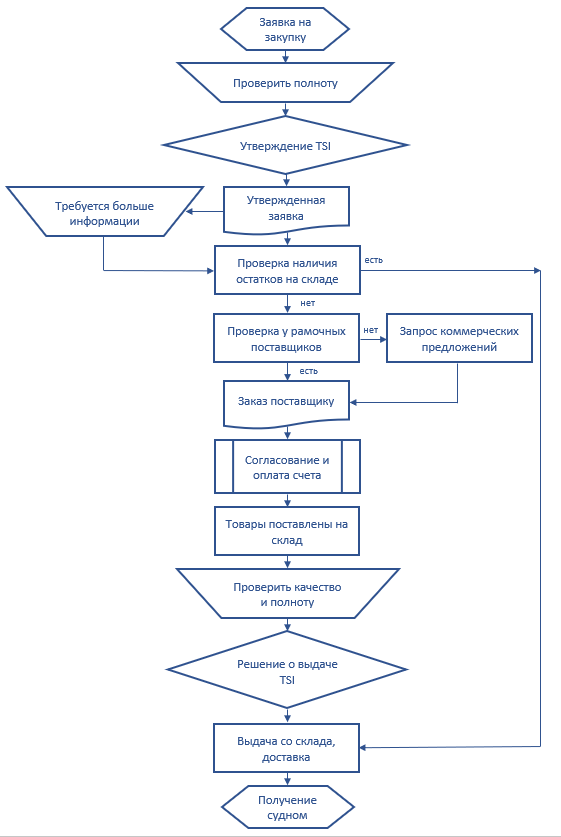 Заявка на
закупку
Проверить полноту
Утверждение TSI
Требуется больше
информации
Утвержденная
заявка
Проверка наличия
остатков на складе
есть
нет
Проверка у рамочных
поставщиков
нет
Запрос коммерческих
предложений
есть
Заказ поставщику
Согласование и
оплата счета
Товары поставлены на
склад
Проверить качество
и полноту
Решение о выдаче
TSI
Выдача со склада,
доставка
Получение
судном